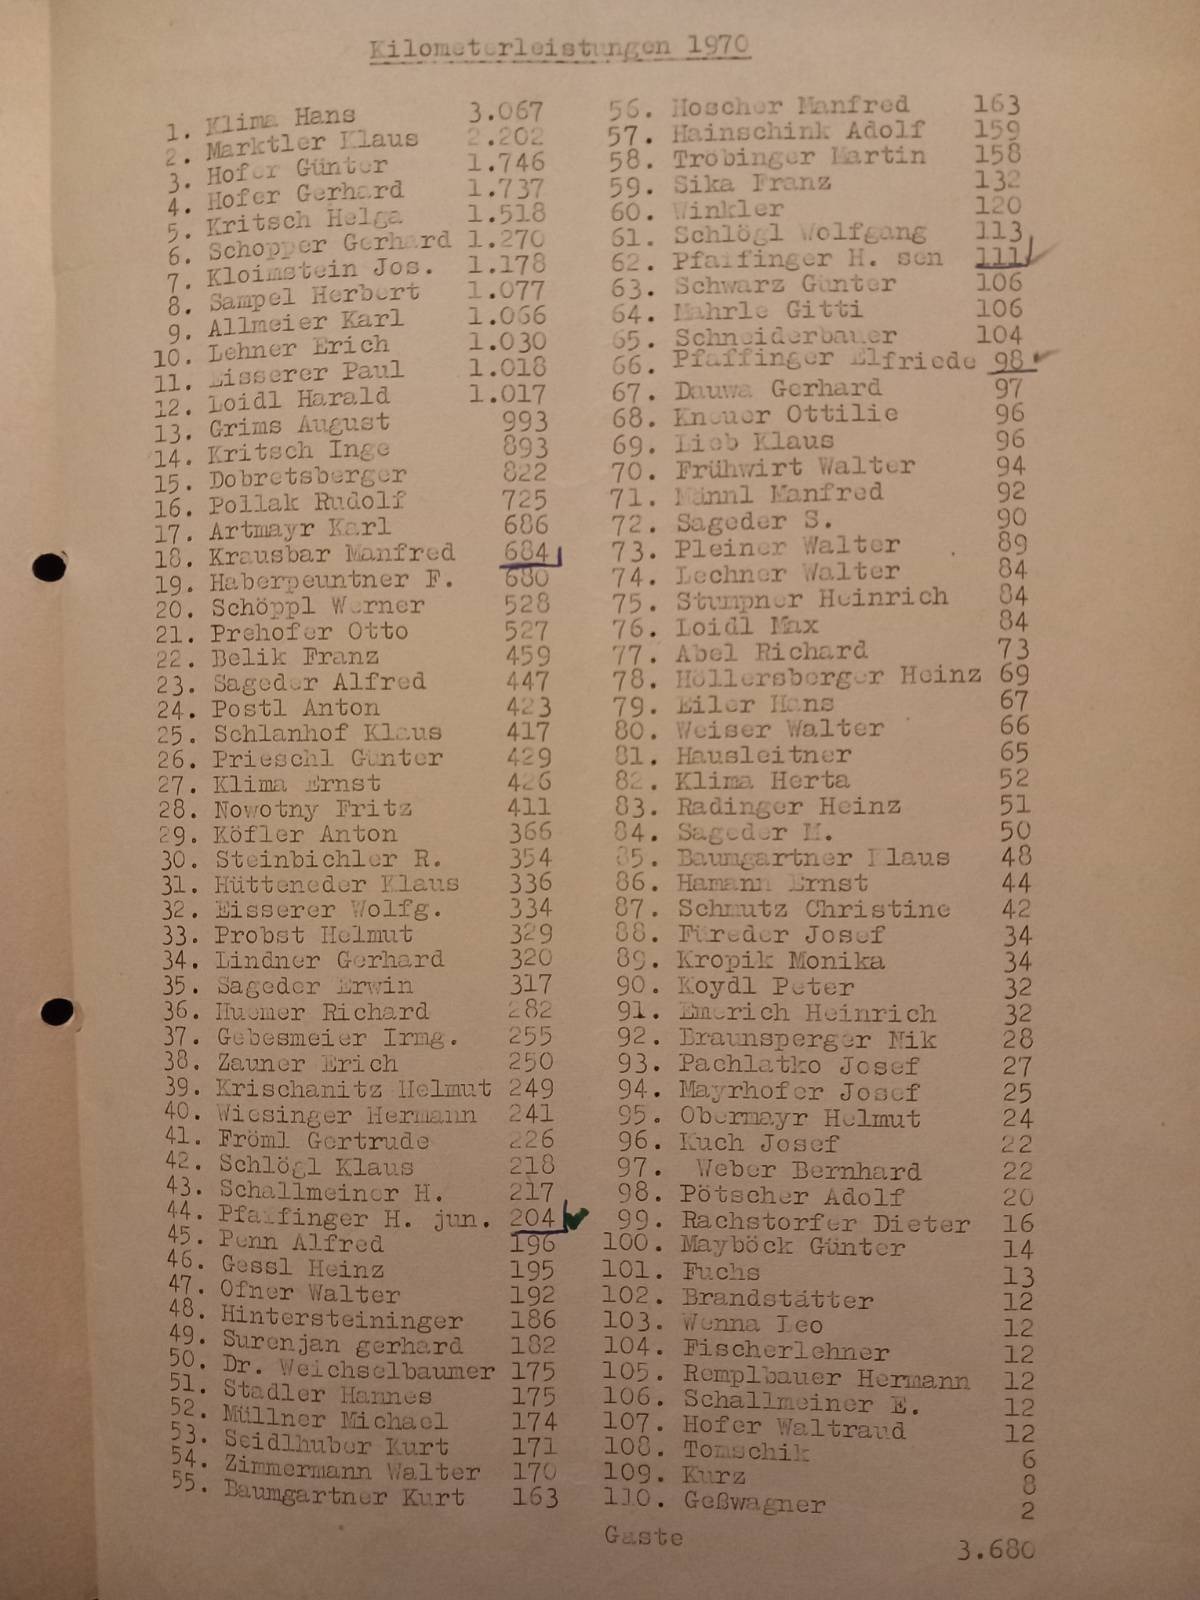 Kilometerleistungen 1970
1. Klima Hans 3.067
2. Marktler Klaus 2.202
3. Hofer Günter 1.746
4. Hofer Gerhard 1.737
5. Kritsch Helga 1.518
6. Schopper Gerhard 1.270
7. Kloimstein Jos. 1.178
8. Sampel Herbert 1.077
9. Allmeier Karl 1.066
10. Lehner Erich 1.030
11. Eisserer Paul 1.018
12. Loidl Harald 1.017
13. Grims August 993
14. Kritsch Inge 893
15. Dobretsberger 822
16. Pollak Rudolf 725
17. Artmayr Karl 686
18. Krausbar Manfred 684
19. Haberpeuntner F. 680
20. Schöppl Werner 528
21. Prehofer Otto 527
22. Belik Franz 459
23. Sageder Alfred 447
24. Postl Anton 423
25. Schlanhof Klaus 417
26. Prieschl Gunter 429
27. Klima Ernst 426
28. Nowotny Fritz 411
29. Köfler Anton 366
30. Steinbichler R. 354
31. Hütteneder Klaus 336
32. Eisserer Wolfg. 334
33. Probst Helmut 329
34. Lindner Gerhard 320
35. Sageder Erwin 317
36. Huemer Richard 282
37. Gebesmeier Irmg. 255
38. Zauner Erich 250
39. Krischanitz Helmut 249
40. Wiesinger Hermann 241
41. Fröml Gertrude 226
42. Schlögl Klaus 218
43. Schallmeiner H. 217
44. Pfaffinger H. jun. 204
45. Penn Alfred 196
46. Gessl Heinz 195
47. Ofner Walter 192
48. Hintersteininger 186
49. Surenjan gerhard 182
50. Dr. Weichselbaumer 175
51. Stadler Hannes 175
52. Müllner Michael 174
53. Seidlhuber Kurt 171
54. Zimmermann Walter 170
55. Baumgartner Kurt 163
56. Hoscher Manfred 163
57. Hainschink Adolf 159
58. Tröbinger Martin 158
59. Sika Franz 132
60. Winkler 120
61. Schlögl Wolfgang 113
62. Pfaffinger H. sen 111
63. Schwarz Gunter 106
64. Mahrle Gitti 106
65. Schneiderbauer 104
66. Pfaffinger Elfriede 98
67. Dauwa Gerhard 97
68. Kneuer Ottilie 96
69. Lieb Klaus 96
70. Frühwirt Walter 94
71. Männl Manfred 92
72. Sageder S. 90
73. Pleiner Walter 89
74. Lechner Walter 84
75. Stumpner Heinrich 84
76. Loidl Max 84
77. Abel Richard 73
78. Höllersberger Heinz 69
79. Eiler Hans 67
80. Weiser Walter 66
81. Hausleitner 65
82. Klima Herta 52
83. Radinger Heinz 51
84. Sageder M. 50
85. Baumgartner Klaus 48
86. Hamann Ernst 44
87. Schmutz Christine 42
88. Füreder Josef 34
89. Kropik Monika 34
90. Koydl Peter 32
91. Emerich Heinrich 32
92. Braunsperger Nik 28
93. Pachlatko Josef 27
94. Mayrhofer Josef 25
95. Obermayr Helmut 24
96. Kuch Josef 22
97. Weber Bernhard 22
98. Pötscher Adolf 20
99. Rachstorfer Dieter 16
100. Mayböck Günter 14
101. Fuchs 13
102. Brandstätter 12
103. Wenna Leo 12
104. Fischerlehner 12
105. Remplbauer Hermann 12
106. Schallmeiner E. 12
107. Hofer Waltraud 12
108. Tomschik 6
109. Kurz 8
110. Geßwagner 2
Gäste 3.680